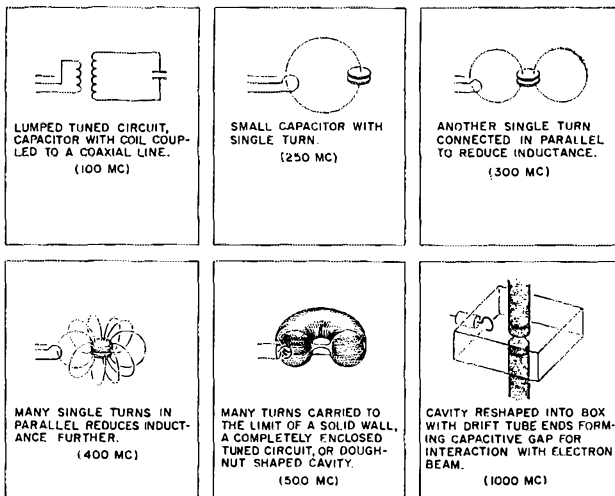 LUMPED TUNED CIRCUIT,
CAPACITOR WITH COIL COUP-
LED TO A COAXIAL LINE.
(100 MC)
SMALL CAPACITOR WITH
SINGLE TURN.
(250 MC)
ANOTHER SINGLE TURN
CONNECTED IN PARALLEL
TO REDUCE INDUCTANCE.
(300 MC)
MANY SINGLE TURNS IN
PARALLEL REDUCES INDUCT-
ANCE FURTHER.
(400 MC)
MANY TURNS CARRIED TO
THE LIMIT OF A SOLID WALL,
A COMPLETELY ENCLOSED
TUNED CIRCUIT, OR DOUGH-
NUT SHAPED CAVITY.
(500 MC)
CAVITY RESHAPED INTO BOX
WITH DRIFT TUBE ENDS FORM-
ING CAPACITIVE GAP FOR
INTERACTION WITH ELECTRON
BEAM.
(1000 MC)